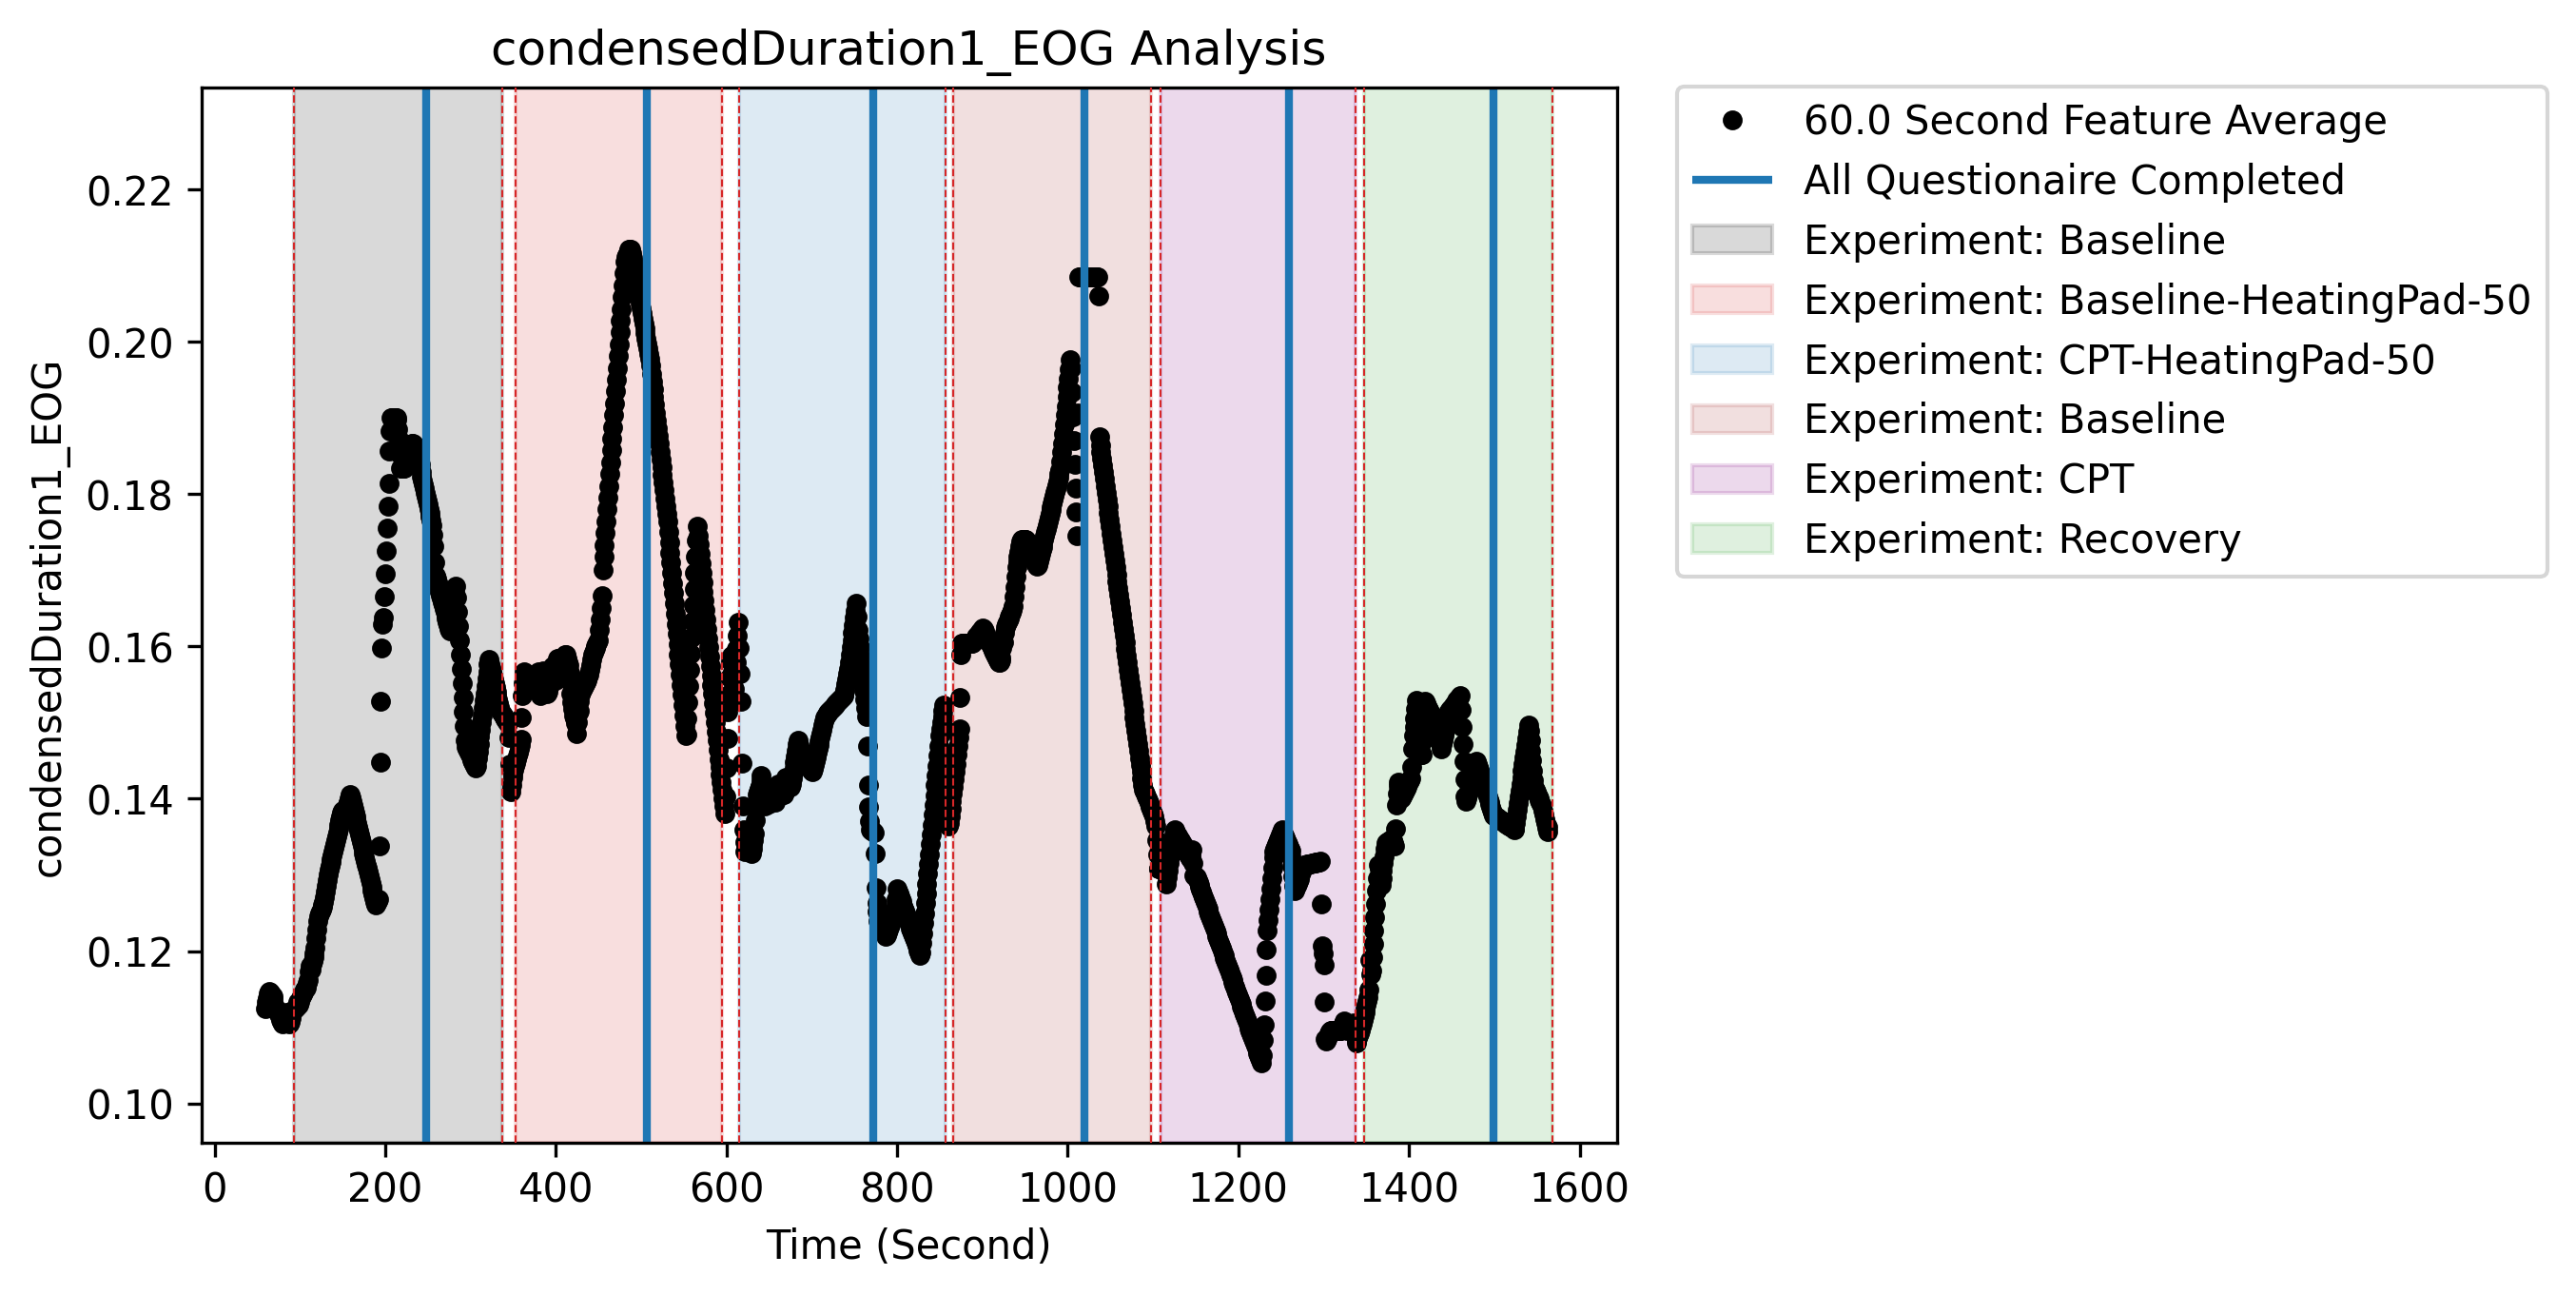 condensedDuration1_EOG Analysis
condensedDuration1_EOG
0.22
0.20
0.18
0.16
0.14
0.12
0.10
0 200 400 600 800 1000 1200 1400 1600
Time (Second)
60.0 Second Feature Average
All Questionaire Completed
Experiment: Baseline
Experiment: Baseline-HeatingPad-50
Experiment: CPT-HeatingPad-50
Experiment: Baseline
Experiment: CPT
Experiment: Recovery